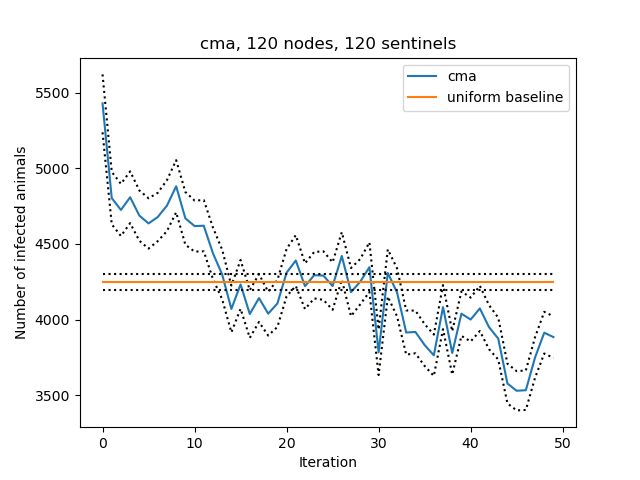 cma, 120 nodes, 120 sentinels
cma
uniform baseline
Number of infected animals
5500
5000
4500
4000
3500
0 10 20 30 40 50
Iteration